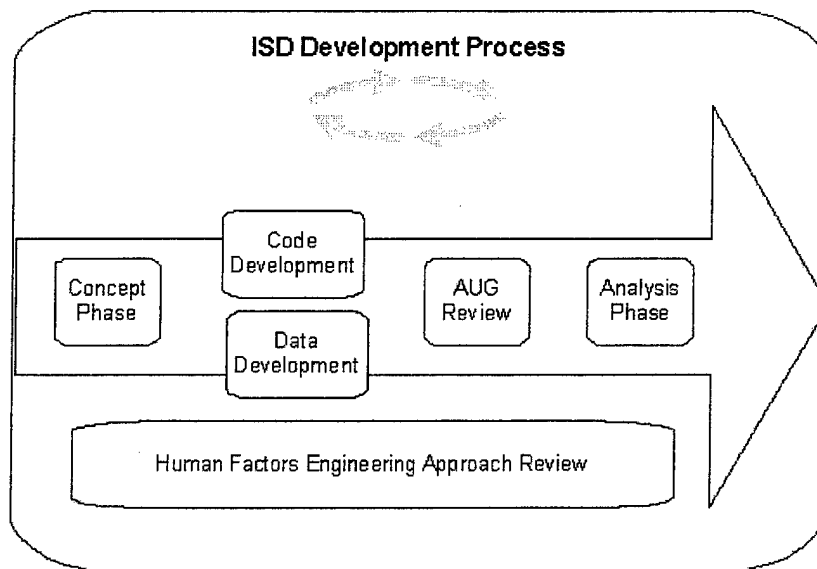 ISD Development Process
Code
Development
Concept
Phase
AUG
Review
Analysis
Phase
Data
Development
Human Factors Engineering Approach Review